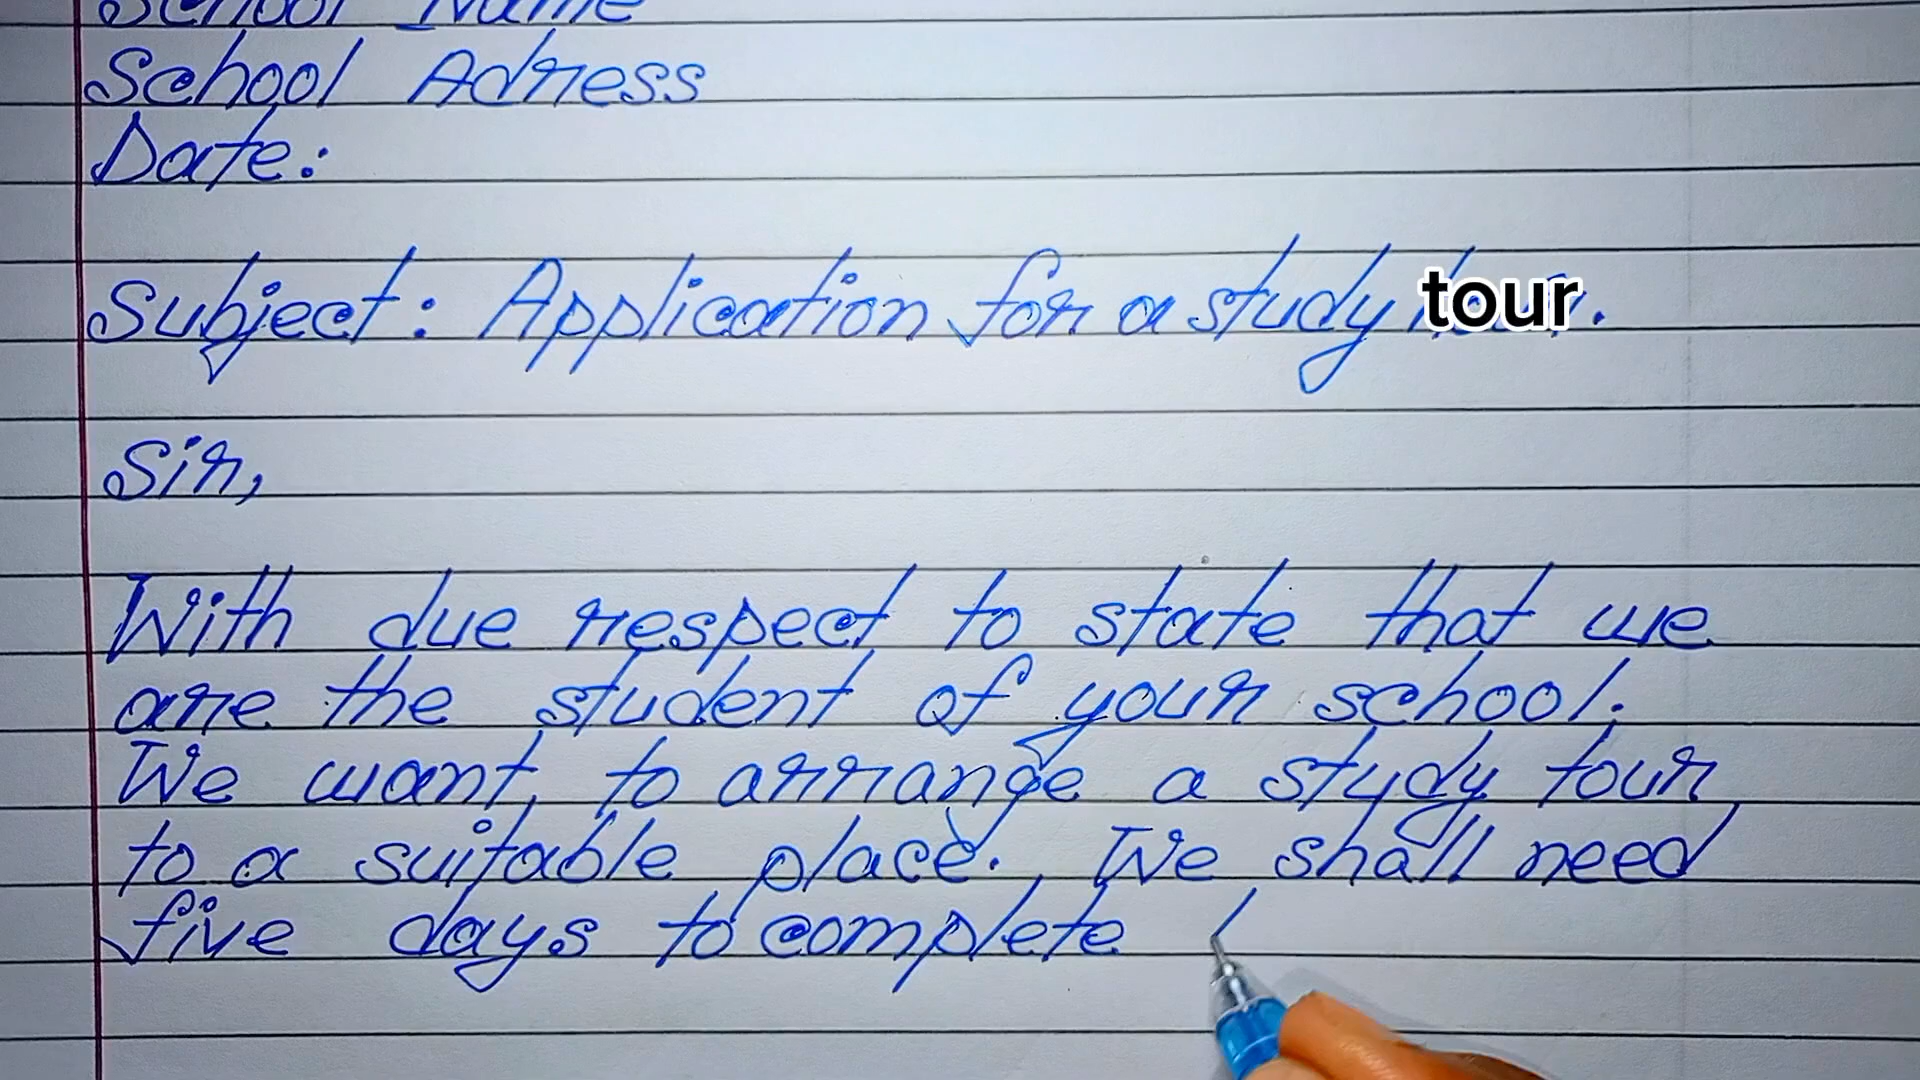 School Name
School Adress
Date:
Subject: Application for a study tour.
Sir,
With due respect to state that we
are the student of your school.
We want to arrange a study tour
to a suitable place. We shall need
five days to complete